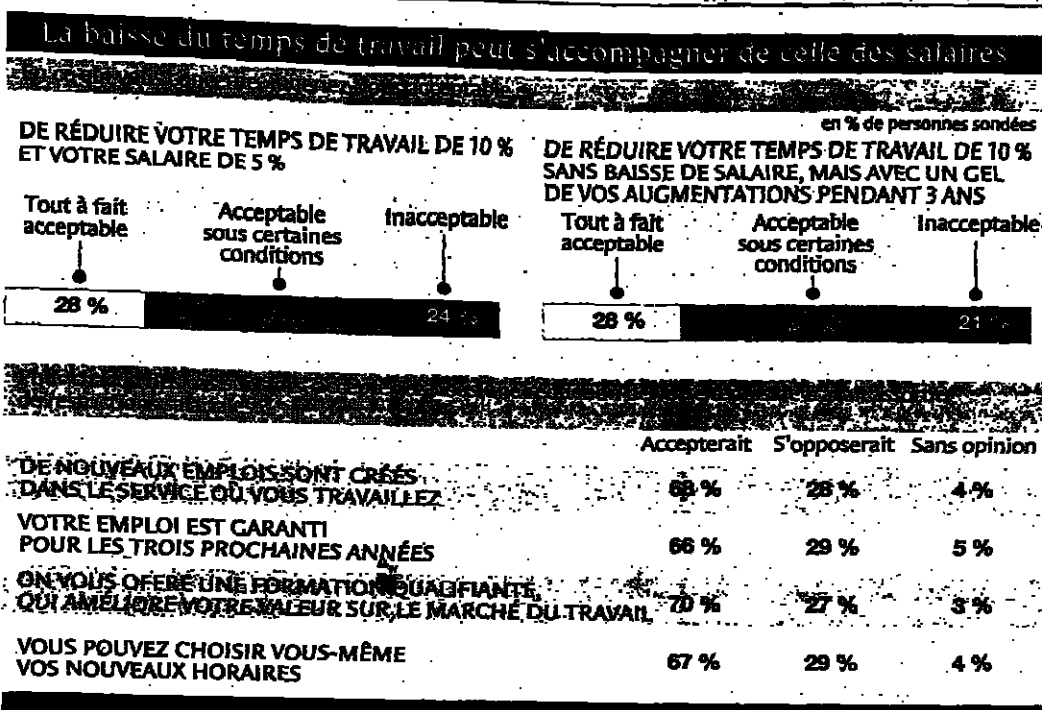 La baisse du temps de travail peut s'accompagner de celle des salaires
en % de personnes sondées
DE RÉDUIRE VOTRE TEMPS DE TRAVAIL DE 10 %
ET VOTRE SALAIRE DE 5 %
Tout à fait
acceptable
Acceptable
sous certaines
conditions
Inacceptable
28 %
24 %
DE RÉDUIRE VOTRE TEMPS DE TRAVAIL DE 10 %
SANS BAISSE DE SALAIRE, MAIS AVEC UN GEL
DE VOS AUGMENTATIONS PENDANT 3 ANS
Tout à fait
acceptable
Acceptable
sous certaines
conditions
Inacceptable
28 %
21 %
Accepterait S'opposerait Sans opinion
DE NOUVEAUX EMPLOIS SONT CRÉÉS
DANS LE SERVICE OÙ VOUS TRAVAILLEZ 68 % 28 % 4 %
VOTRE EMPLOI EST GARANTI
POUR LES TROIS PROCHAINES ANNÉES 66 % 29 % 5 %
ON VOUS OFFRE UNE FORMATION QUALIFIANTE,
QUI AMÉLIORE VOTRE VALEUR SUR LE MARCHÉ DU TRAVAIL 70 % 27 % 3 %
VOUS POUVEZ CHOISIR VOUS-MÊME
VOS NOUVEAUX HORAIRES 67 % 29 % 4 %